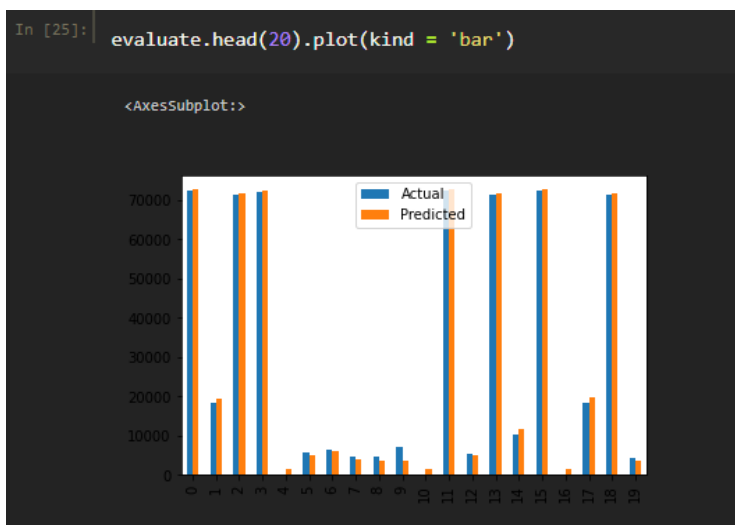 In [25]:
evaluate.head(20).plot(kind = 'bar')
<AxesSubplot:>
Actual
Predicted
70000
60000
50000
40000
30000
20000
10000
0
0 1 2 3 4 5 6 7 8 9 10 11 12 13 14 15 16 17 18 19